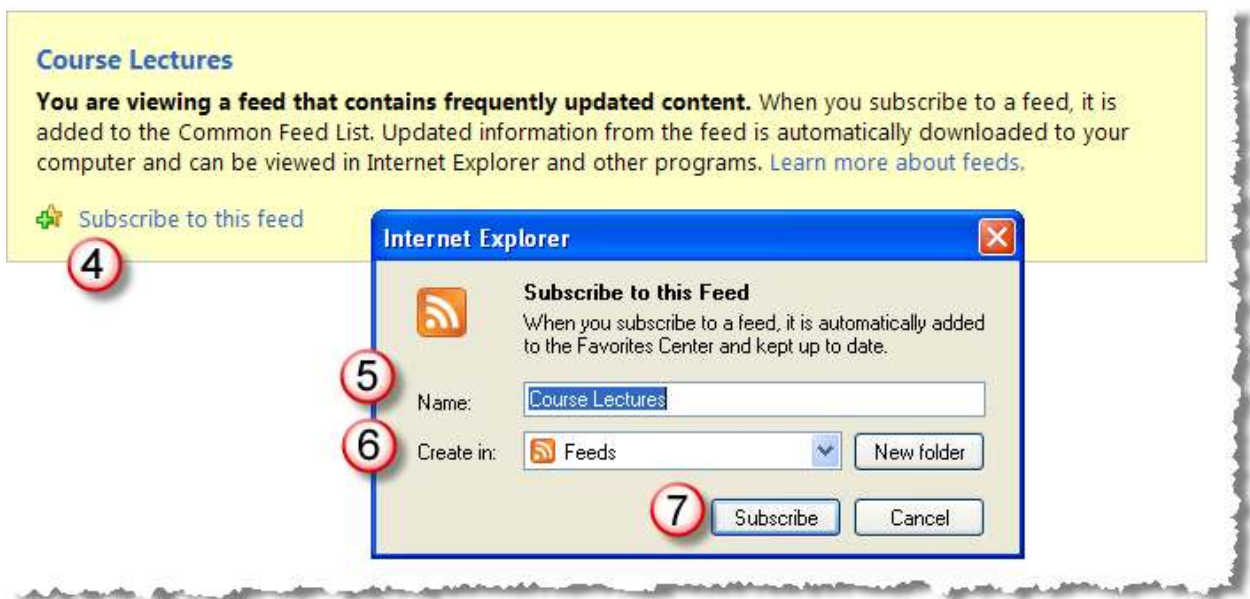 Course Lectures
You are viewing a feed that contains frequently updated content. When you subscribe to a feed, it is
added to the Common Feed List. Updated information from the feed is automatically downloaded to your
computer and can be viewed in Internet Explorer and other programs. Learn more about feeds.
Subscribe to this feed
4
Internet Explorer
Subscribe to this Feed
When you subscribe to a feed, it is automatically added
to the Favorites Center and kept up to date.
5
Name: Course Lectures
6
Create in: Feeds New folder
7
Subscribe Cancel